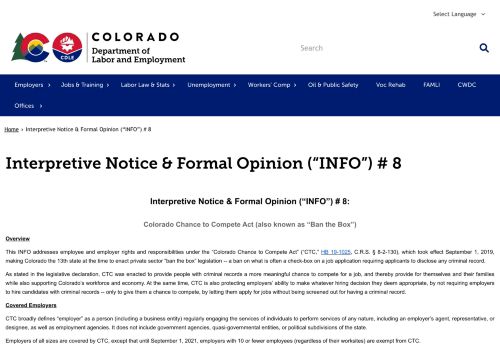 Select Language
COLORADO
Department of
Labor and Employment
CDLE
Search
Employers
Jobs & Training
Labor Law & Stats
Unemployment
Workers' Comp
Oil & Public Safety
Voc Rehab
FAMLI
CWDC
Offices
Home › Interpretive Notice & Formal Opinion ("INFO") # 8
Interpretive Notice & Formal Opinion ("INFO") # 8
Interpretive Notice & Formal Opinion ("INFO") # 8:
Colorado Chance to Compete Act (also known as "Ban the Box")
Overview
This INFO addresses employee and employer rights and responsibilities under the "Colorado Chance to Compete Act" ("CTC," HB 19-1025, C.R.S. § 8-2-130), which took effect September 1, 2019,
making Colorado the 13th state at the time to enact private sector "ban the box" legislation -- a ban on what is often a check-box on a job application requiring applicants to disclose any criminal record.
As stated in the legislative declaration, CTC was enacted to provide people with criminal records a more meaningful chance to compete for a job, and thereby provide for themselves and their families
while also supporting Colorado's workforce and economy. At the same time, CTC is also protecting employers' ability to make whatever hiring decision they deem appropriate, by not requiring employers
to hire candidates with criminal records -- only to give them a chance to compete, by letting them apply for jobs without being screened out for having a criminal record.
Covered Employers
CTC broadly defines "employer" as a person (including a business entity) regularly engaging the services of individuals to perform services of any nature, including an employer's agent, representative, or
designee, as well as employment agencies. It does not include government agencies, quasi-governmental entities, or political subdivisions of the state.
Employers of all sizes are covered by CTC, except that until September 1, 2021, employers with 10 or fewer employees (regardless of their worksites) are exempt from CTC.